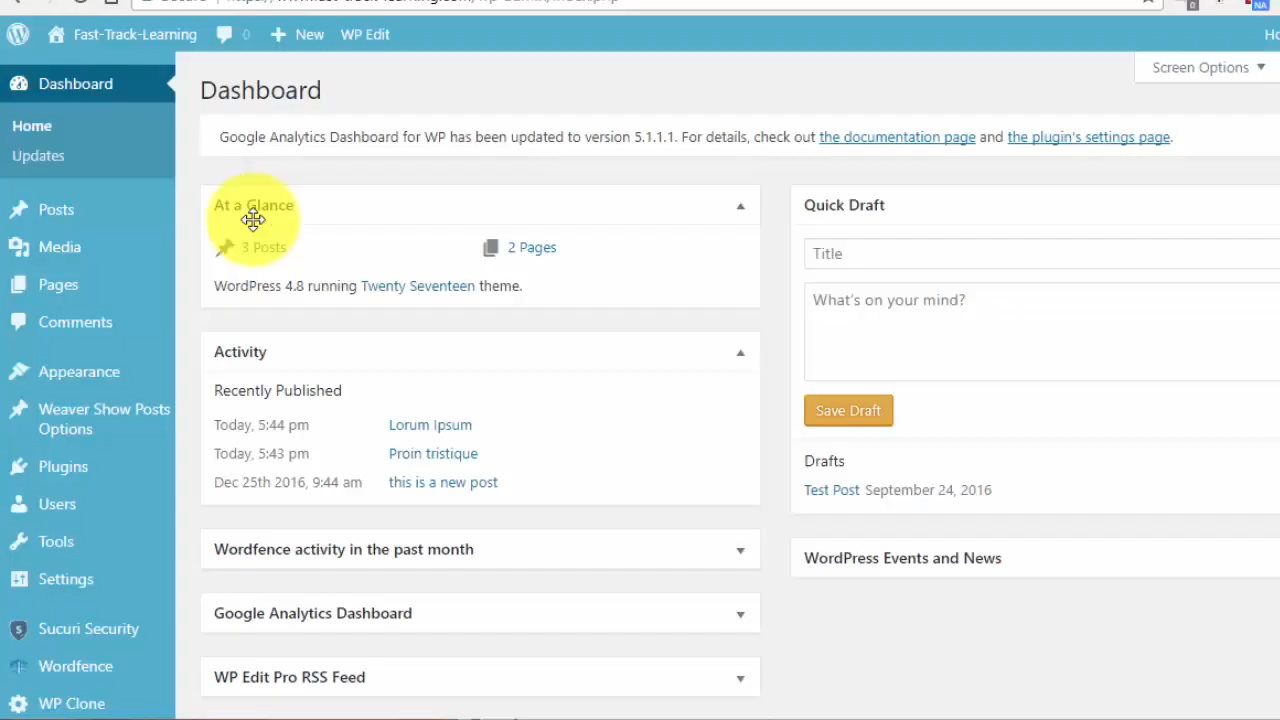 Fast-Track-Learning 0 New WP Edit
Screen Options
Dashboard
Home
Updates
Posts
Media
Pages
Comments
Appearance
Weaver Show Posts
Options
Plugins
Users
Tools
Settings
Sucuri Security
Wordfence
WP Clone
Dashboard
Google Analytics Dashboard for WP has been updated to version 5.1.1.1. For details, check out the documentation page and the plugin's settings page.
At a Glance
3 Posts 2 Pages
WordPress 4.8 running Twenty Seventeen theme.
Activity
Recently Published
Today, 5:44 pm Lorum Ipsum
Today, 5:43 pm Proin tristique
Dec 25th 2016, 9:44 am this is a new post
Wordfence activity in the past month
Google Analytics Dashboard
WP Edit Pro RSS Feed
Quick Draft
Title
What's on your mind?
Save Draft
Drafts
Test Post September 24, 2016
WordPress Events and News
0
NA